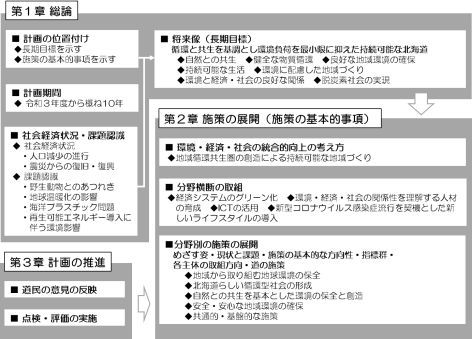 第１章 総論
■ 計画の位置付け
◆長期目標を示す
◆施策の基本的事項を示す
■ 計画期間
◆ 令和３年度から概ね10年
■ 社会経済状況・課題認識
◆ 社会経済状況
・人口減少の進行
・震災からの復旧・復興
◆ 課題認識
・野生動物とのあつれき
・地球温暖化の影響
・海洋プラスチック問題
・再生可能エネルギー導入に
伴う環境影響
■ 将来像（長期目標）
循環と共生を基調とし環境負荷を最小限に抑えた持続可能な北海道
◆自然との共生　◆健全な物質循環　◆良好な地域環境の確保
◆持続可能な生活　◆環境に配慮した地域づくり
◆環境と経済・社会の良好な関係　◆脱炭素社会の実現
第２章 施策の展開（施策の基本的事項）
■ 環境・経済・社会の統合的向上の考え方
◆地域循環共生圏の創造による持続可能な地域づくり
■ 分野横断の取組
◆経済システムのグリーン化　◆環境・経済・社会の関係性を理解する人材
の育成　◆ICTの活用　◆新型コロナウイルス感染症流行を契機とした新
しいライフスタイルの導入
■分野別の施策の展開
めざす姿・現状と課題・施策の基本的な方向性・指標群・
各主体の取組方向・道の施策
◆地域から取り組む地球環境の保全
◆北海道らしい循環型社会の形成
◆自然との共生を基本とした環境の保全と創造
◆安全・安心な地域環境の確保
◆共通的・基盤的な施策
第３章 計画の推進
■ 道民の意見の反映
■ 点検・評価の実施